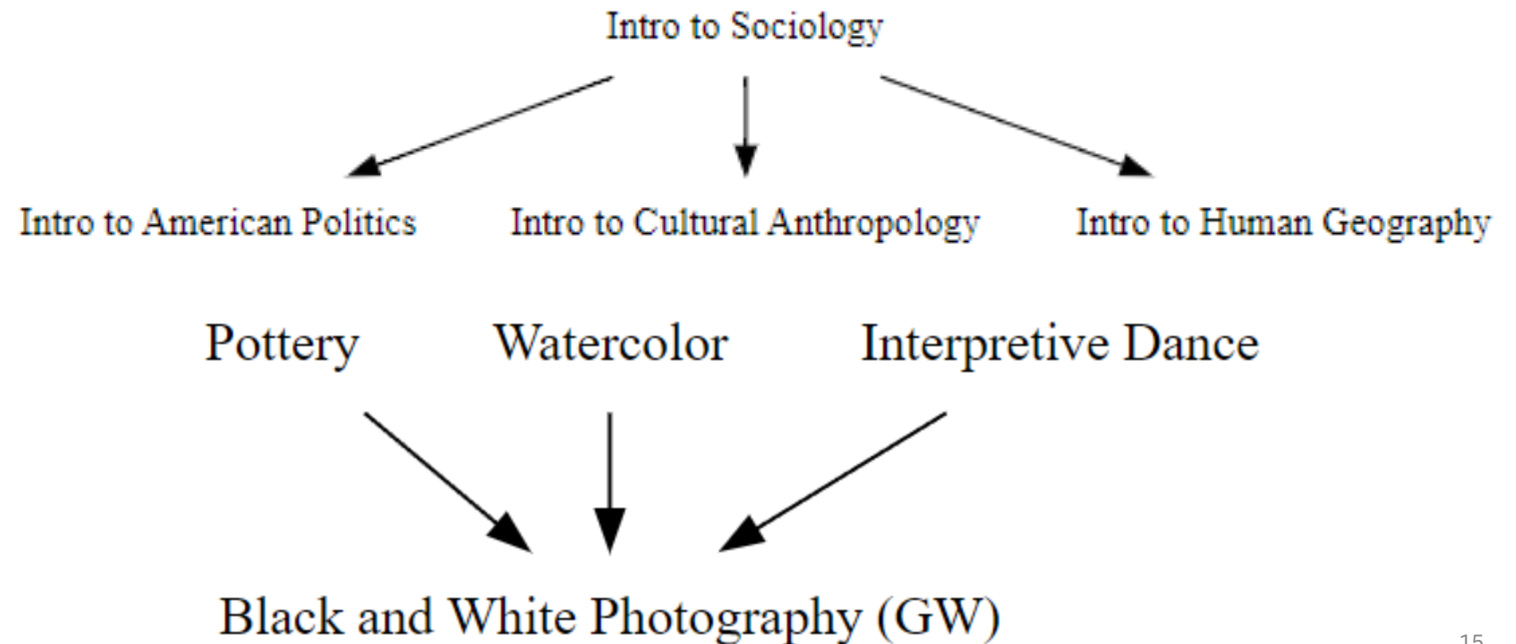 Intro to Sociology
Intro to American Politics Intro to Cultural Anthropology Intro to Human Geography
Pottery Watercolor Interpretive Dance
Black and White Photography (GW)
15